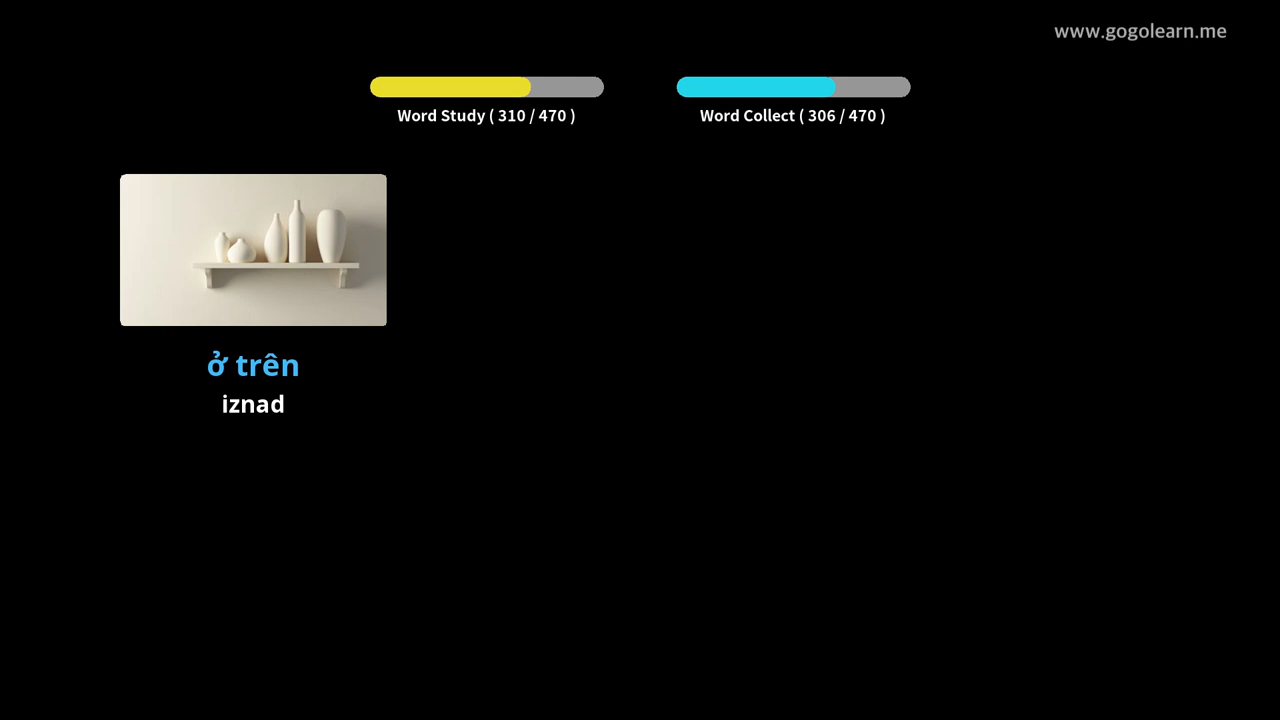 www.gogolearn.me
Word Study ( 310 / 470 )
Word Collect ( 306 / 470 )
ở trên
iznad